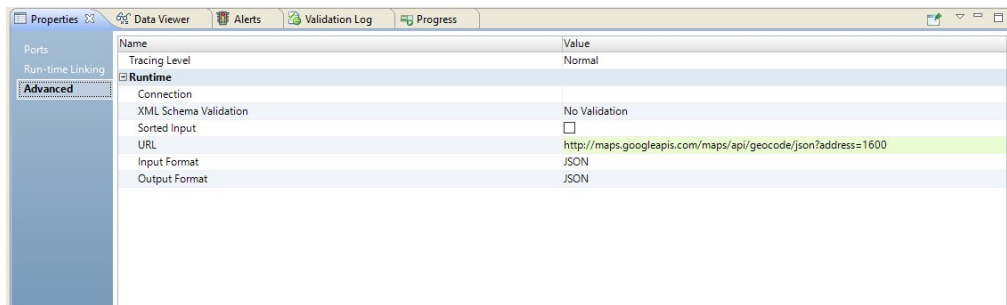 Properties Data Viewer Alerts Validation Log Progress
Ports
Run-time Linking
Advanced
Name Value
Tracing Level Normal
Runtime
Connection
XML Schema Validation No Validation
Sorted Input
URL http://maps.googleapis.com/maps/api/geocode/json?address=1600
Input Format JSON
Output Format JSON